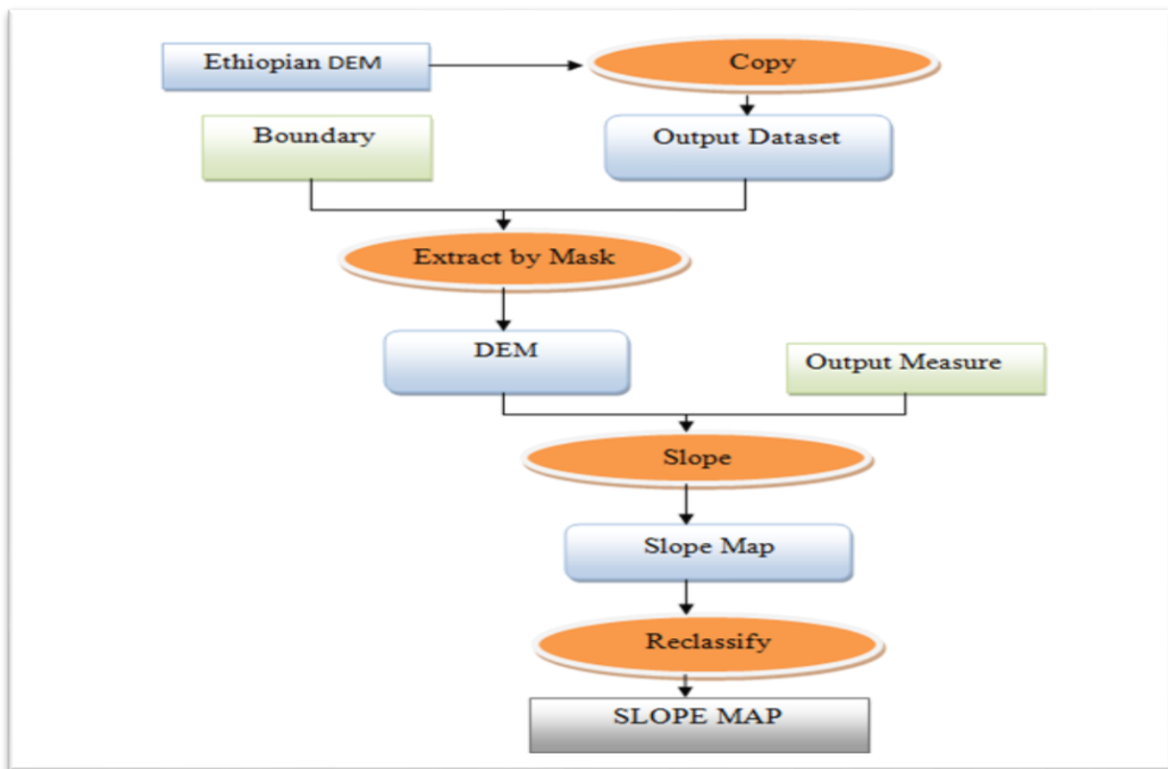 Ethiopian DEM
Copy
Boundary
Output Dataset
Extract by Mask
DEM
Output Measure
Slope
Slope Map
Reclassify
SLOPE MAP